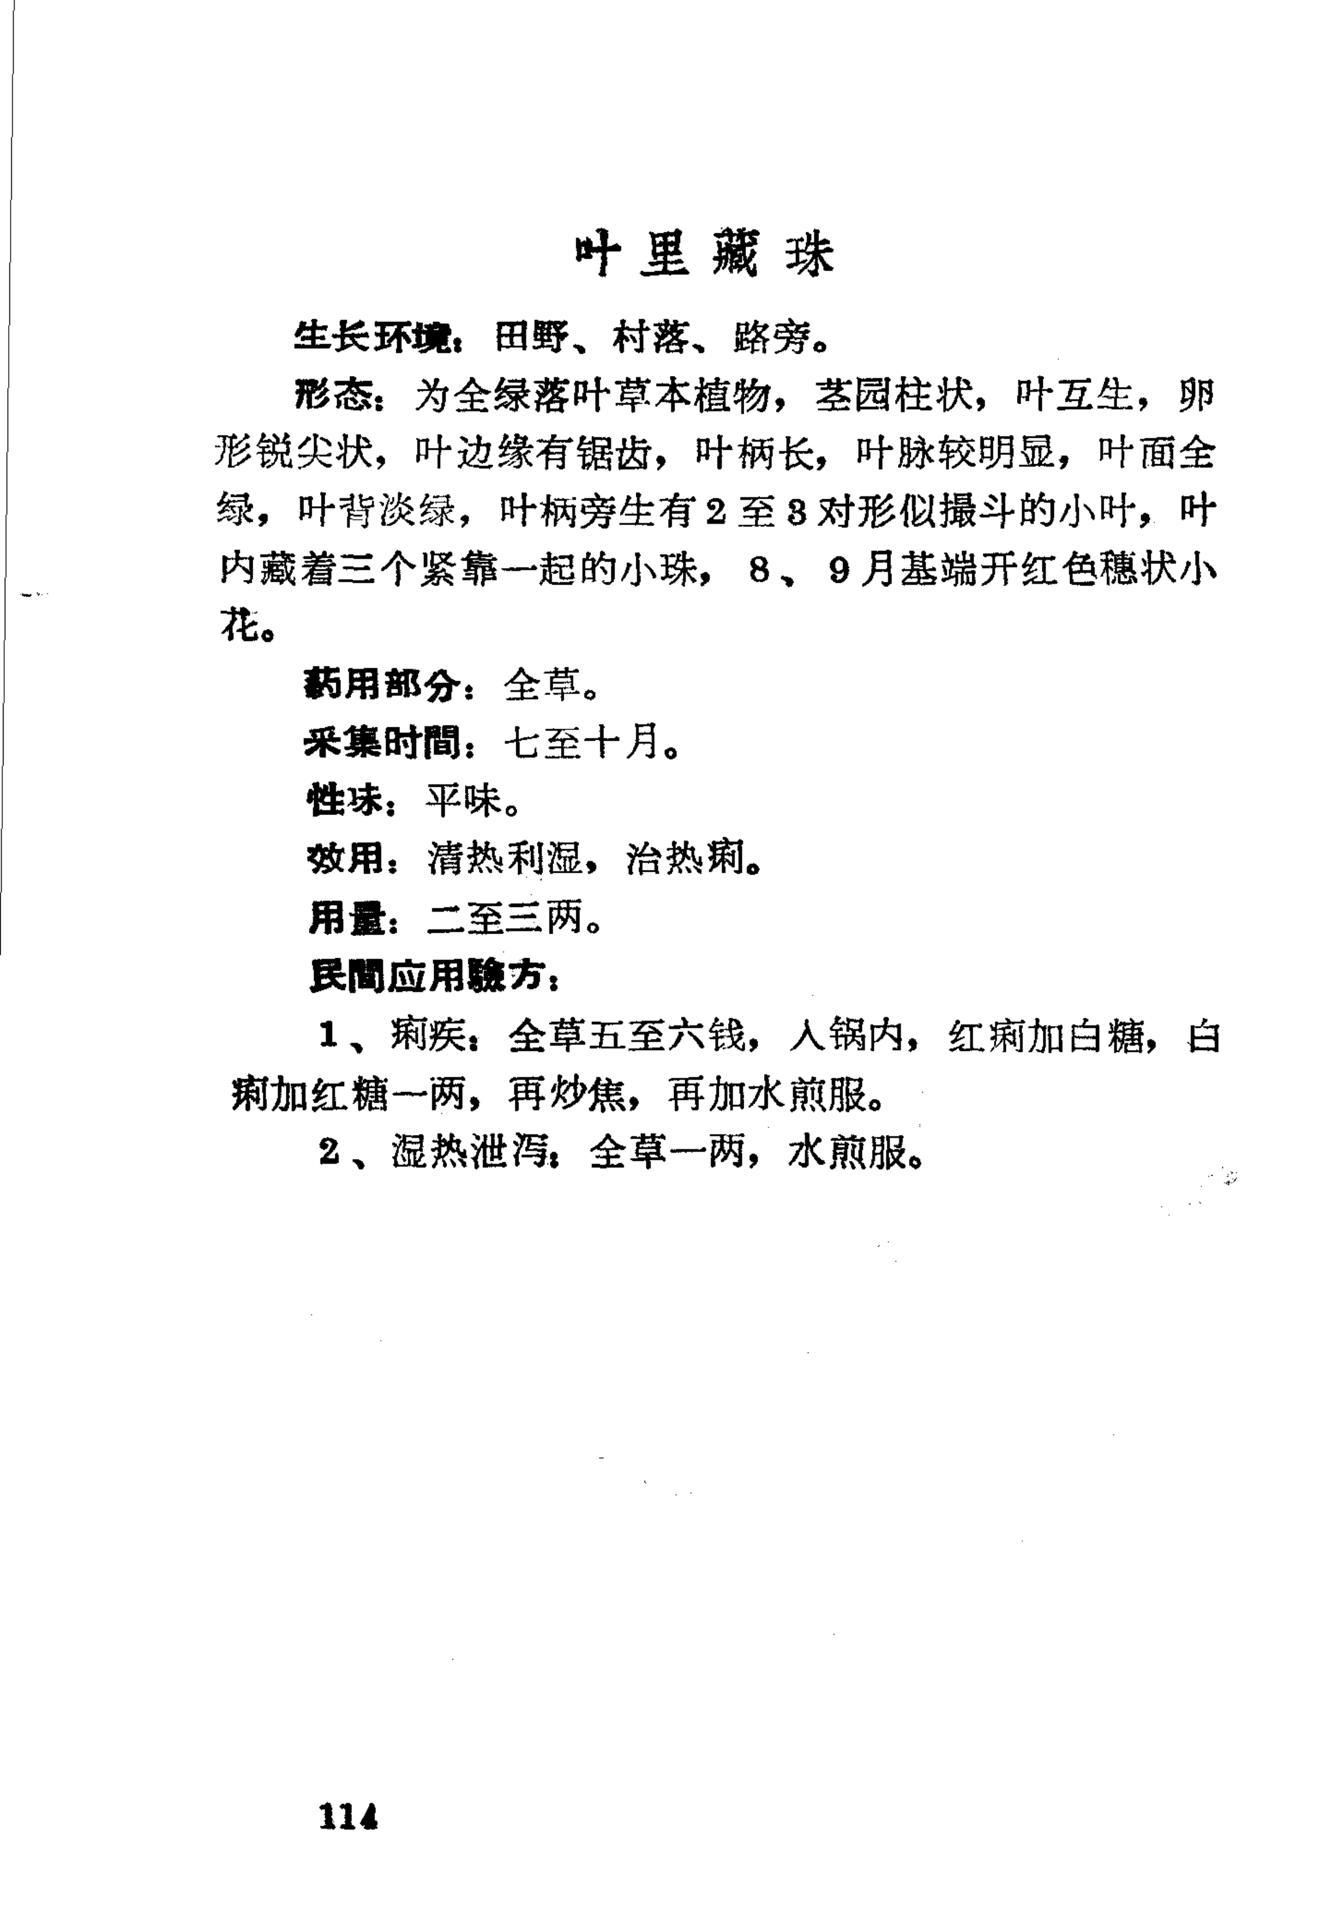 叶里藏珠
生长环境：田野、村落、路旁。
形态：为全绿落叶草本植物，茎园柱状，叶互生，卵
形锐尖状，叶边缘有锯齿，叶柄长，叶脉较明显，叶面全
绿，叶背淡绿，叶柄旁生有2至3对形似撮斗的小叶，叶
内藏着三个紧靠一起的小珠，8、9月基端开红色穗状小
花。
药用部分：全草。
采集时間：七至十月。
性味：平味。
效用：清热利湿，治热痢。
用量：二至三两。
民間应用驗方：
1、痢疾：全草五至六钱，入锅内，红痢加白糖，白
痢加红糖一两，再炒焦，再加水煎服。
2、湿热泄泻：全草一两，水煎服。
114